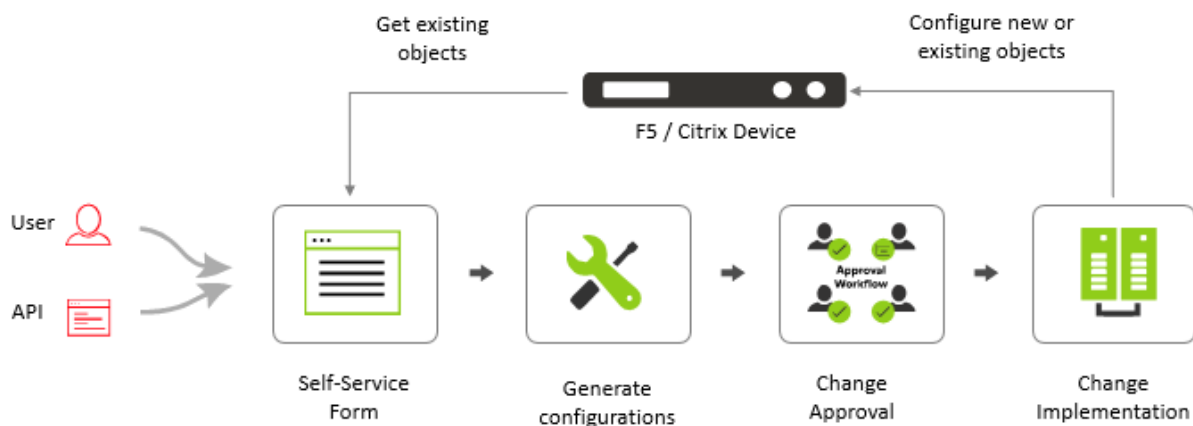 Get existing
objects
Configure new or
existing objects
F5 / Citrix Device
User
API
Approval
Workflow
Self-Service
Form
Generate
configurations
Change
Approval
Change
Implementation